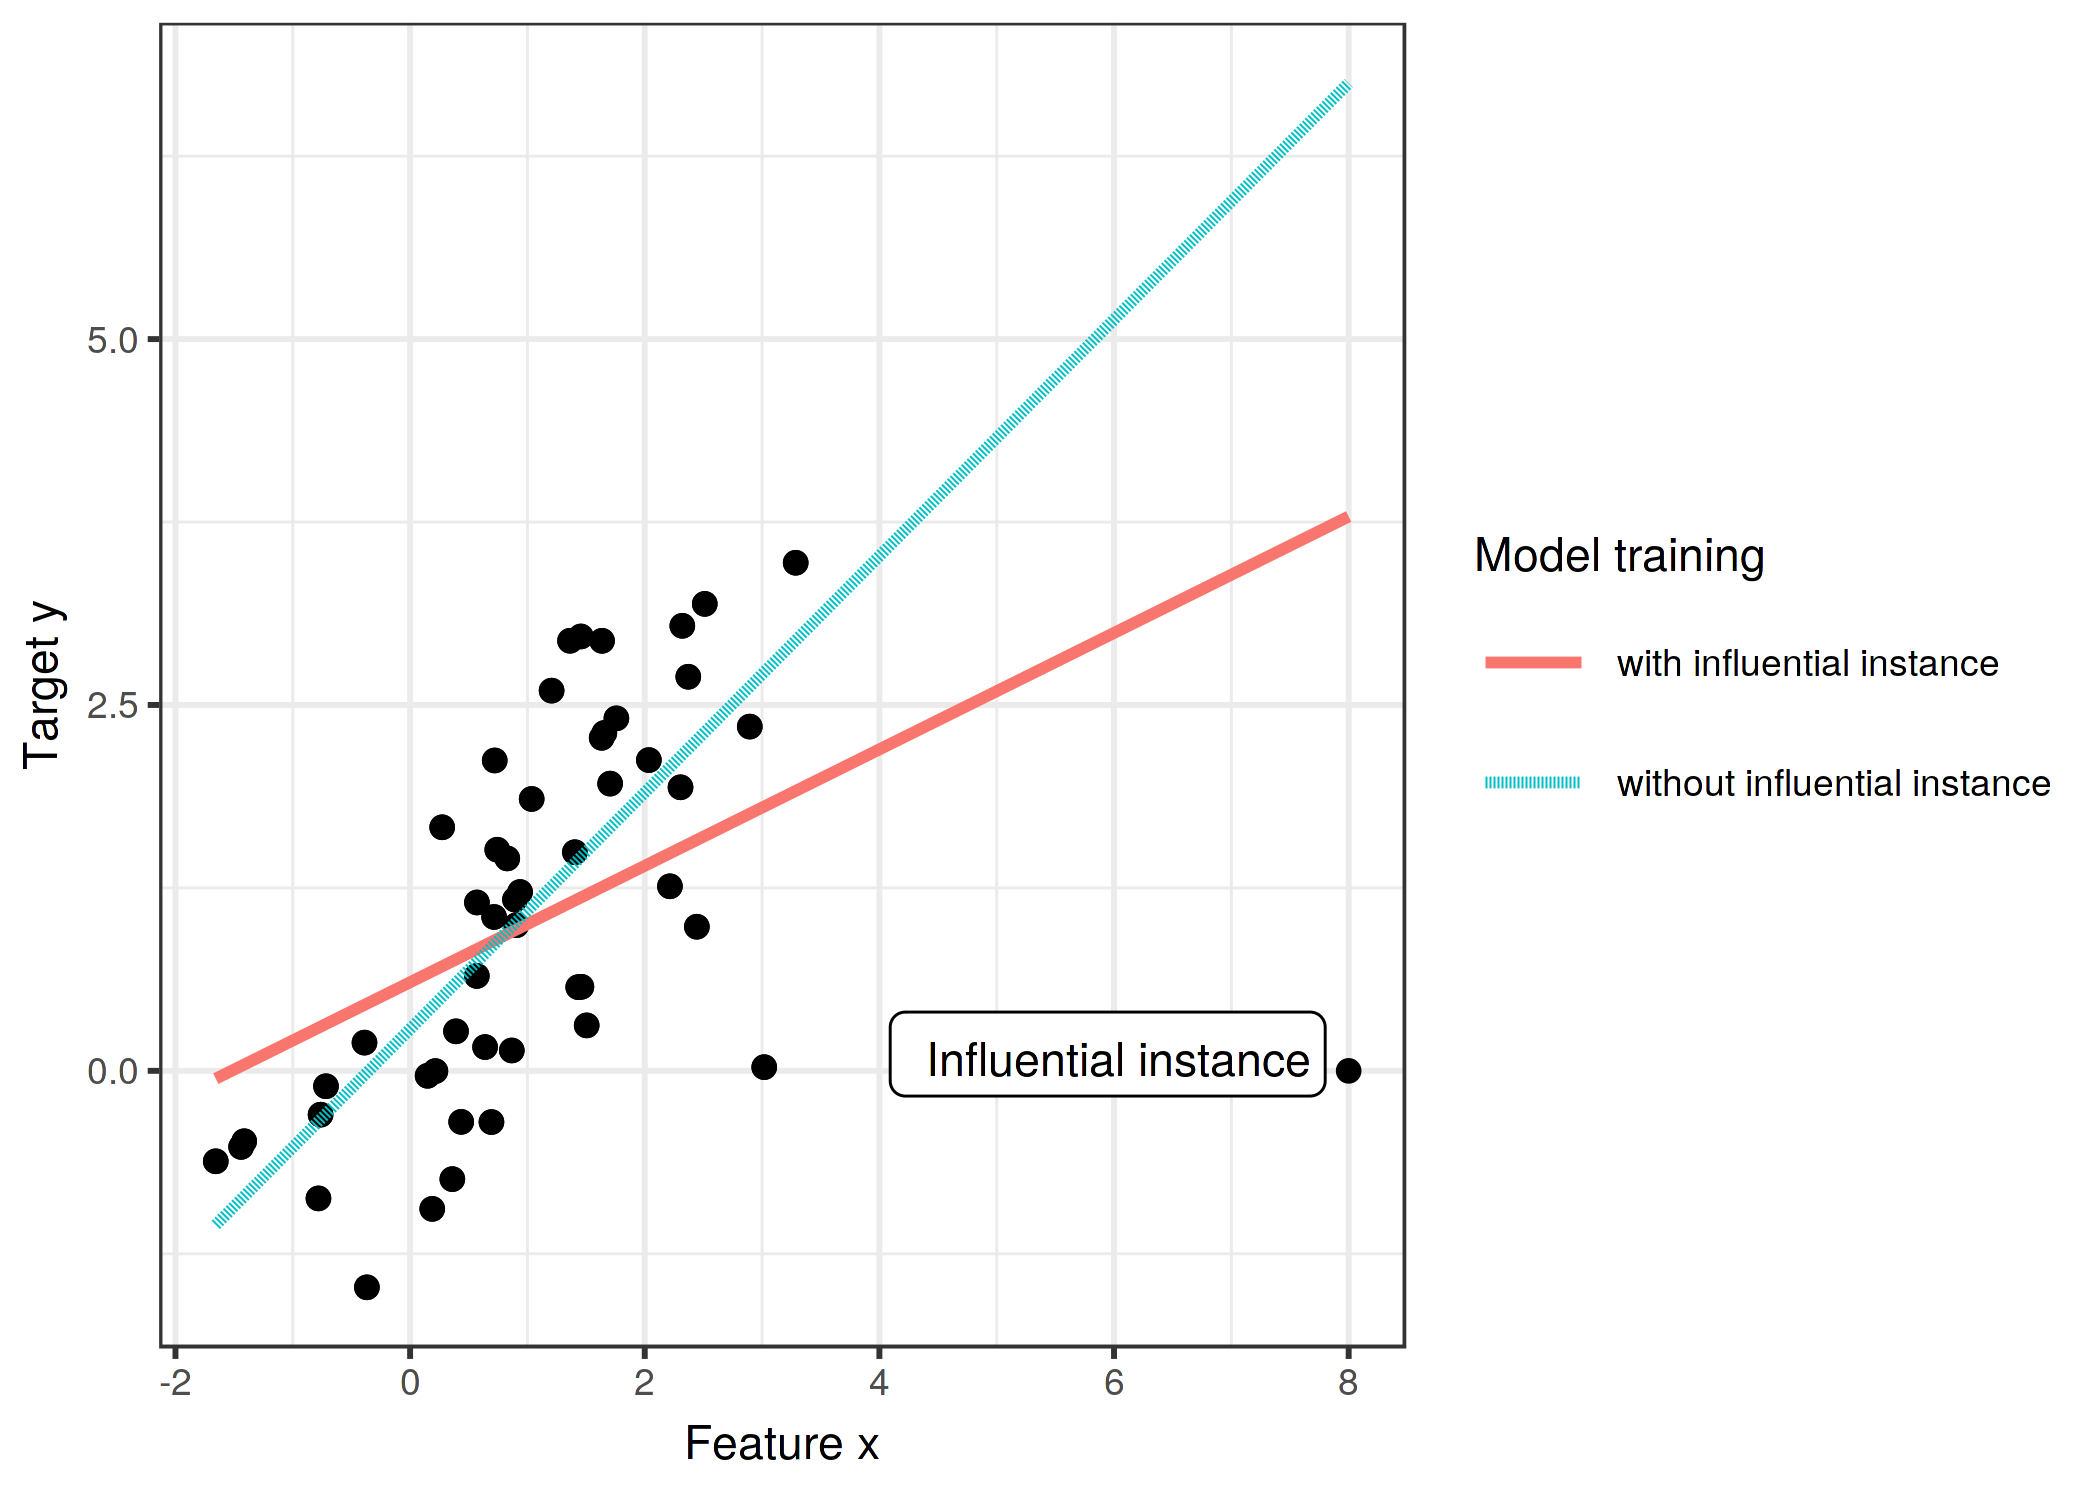 5.0
2.5
0.0
Target y
Influential instance
-2 0 2 4 6 8
Feature x
Model training
with influential instance
without influential instance